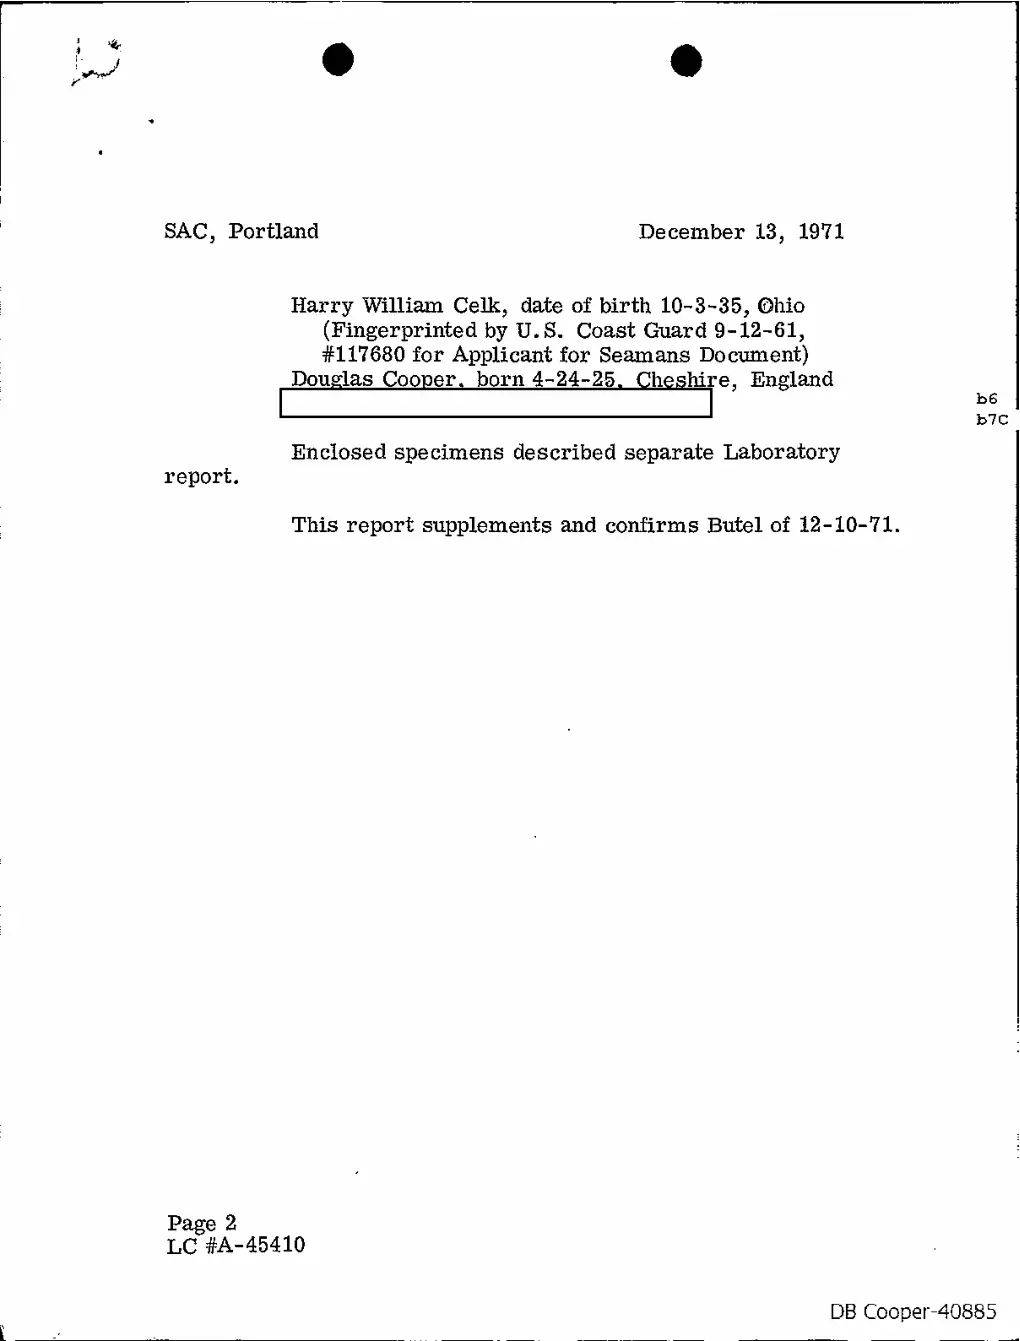 SAC, Portland December 13, 1971
Harry William Celk, date of birth 10-3-35, Ohio
(Fingerprinted by U.S. Coast Guard 9-12-61,
#117680 for Applicant for Seamans Document)
Douglas Cooper, born 4-24-25, Cheshire, England
b6
b7C
Enclosed specimens described separate Laboratory
report.
This report supplements and confirms Butel of 12-10-71.
Page 2
LC #A-45410
DB Cooper-40885